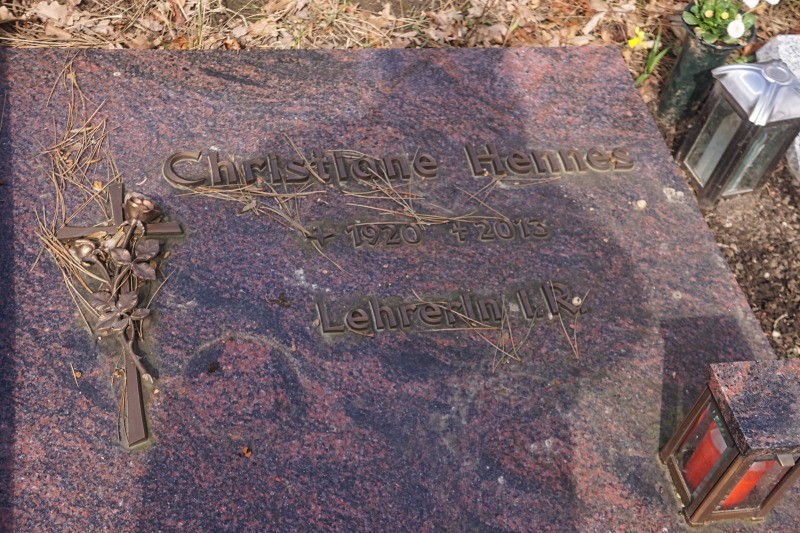 Christiane Hennes
* 1920 † 2013
Lehrerin i.R.